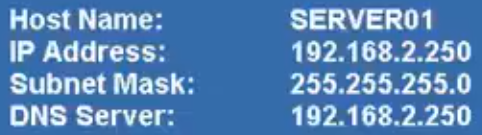 Host Name: SERVER01
IP Address: 192.168.2.250
Subnet Mask: 255.255.255.0
DNS Server: 192.168.2.250